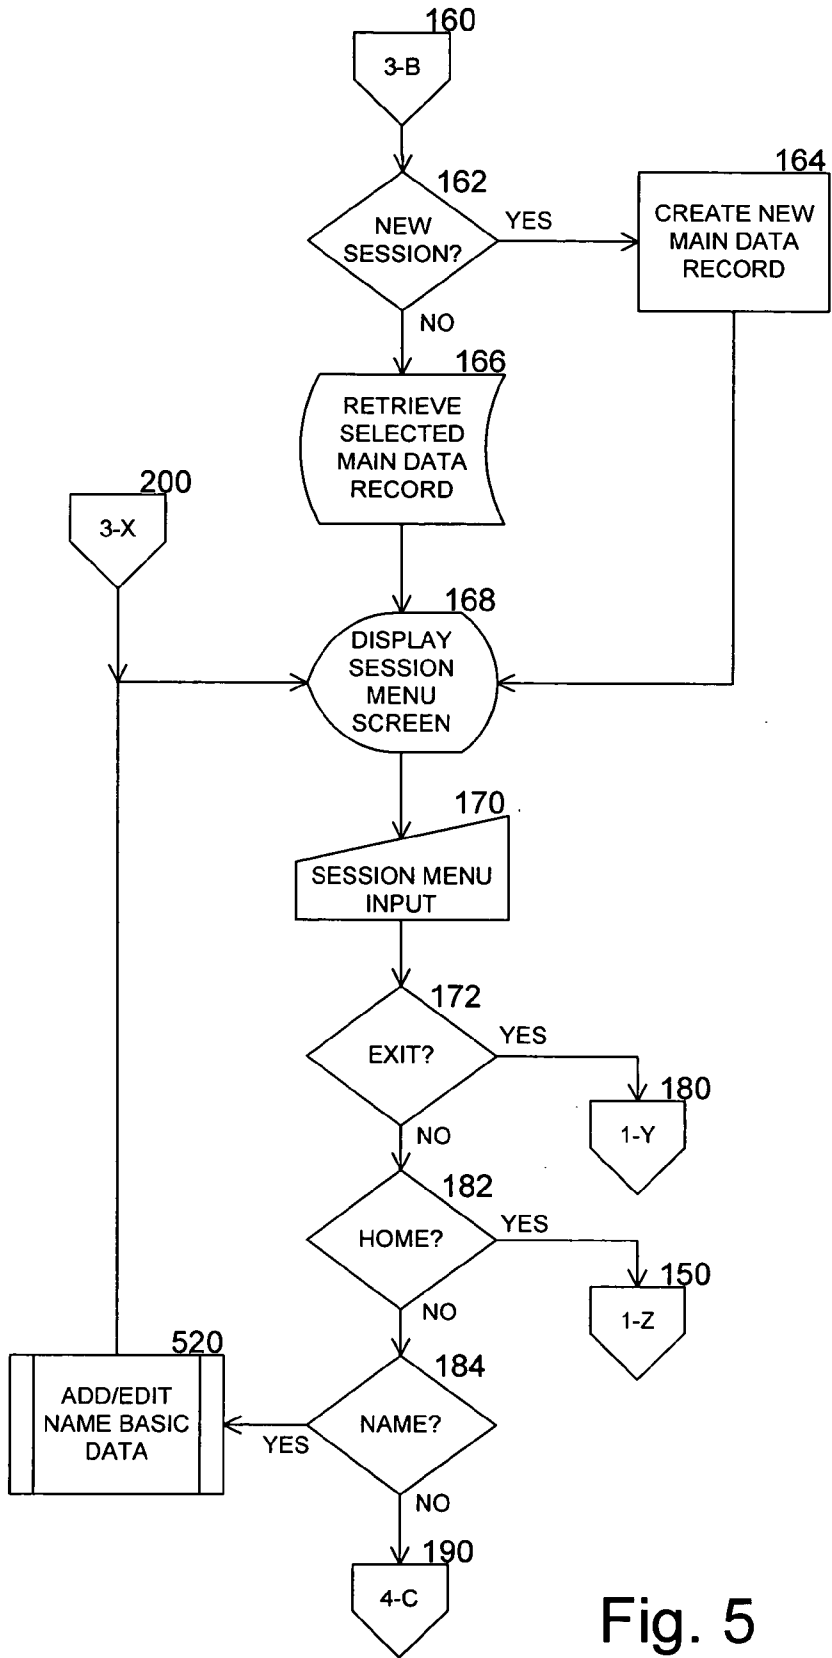 160
3-B
162
NEW
SESSION?
YES
164
CREATE NEW
MAIN DATA
RECORD
NO
166
RETRIEVE
SELECTED
MAIN DATA
RECORD
200
3-X
168
DISPLAY
SESSION
MENU
SCREEN
170
SESSION MENU
INPUT
172
EXIT?
YES
180
1-Y
NO
182
HOME?
YES
150
1-Z
NO
184
NAME?
YES
520
ADD/EDIT
NAME BASIC
DATA
NO
190
4-C
Fig. 5